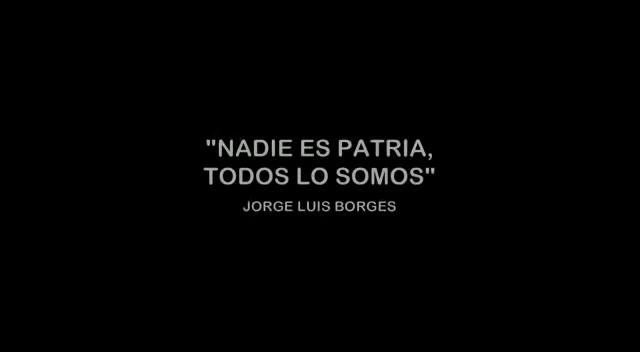 "NADIE ES PATRIA,
TODOS LO SOMOS"
JORGE LUIS BORGES